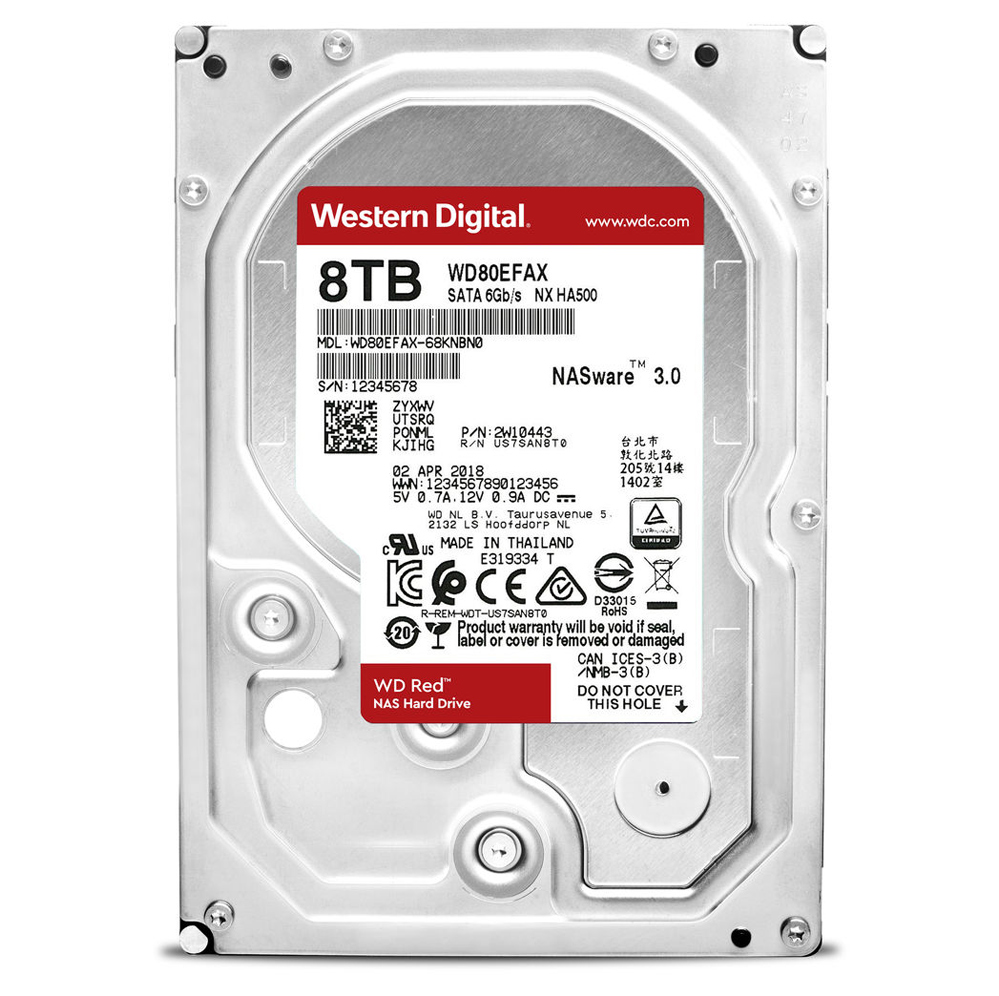 Western Digital.
www.wdc.com
8TB
WD80EFAX
SATA 6Gb/s NX HA500
MDL:WD80EFAX-68KNBN0
S/N:12345678
NASware™ 3.0
ZYXWV
UTSRQ
PONML
KJIHG
P/N:2W10443
R/N US7SAN8T0
台北市
敦化北路
205號14樓
1402室
02 APR 2018
WWN:1234567890123456
5V 0.7A,12V 0.9A DC
WD NL B.V. Taurusavenue 5
2132 LS Hoofddorp NL
c US MADE IN THAILAND
E319334 T
D33015
RoHS
R-REM-WDT-US7SAN8T0
20
Product warranty will be void if seal,
label or cover is removed or damaged
CAN ICES-3(B)
/NMB-3(B)
DO NOT COVER
THIS HOLE
WD Red™
NAS Hard Drive